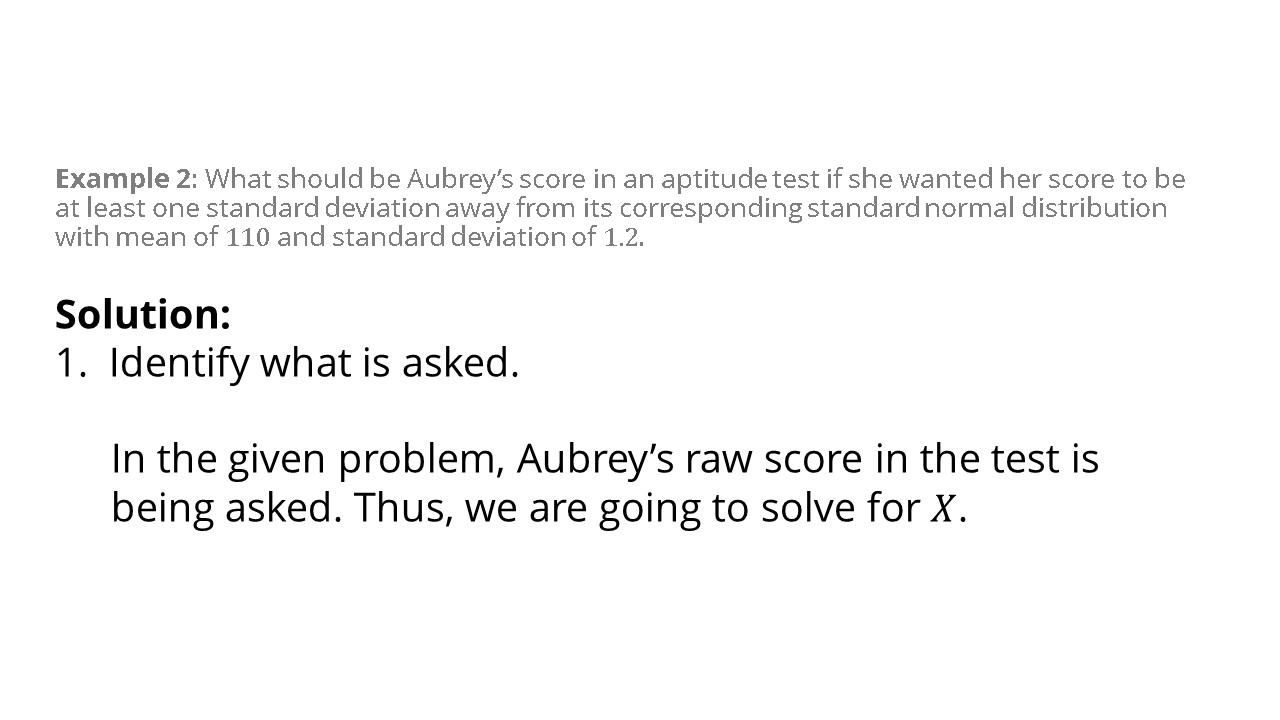 Example 2: What should be Aubrey’s score in an aptitude test if she wanted her score to be
at least one standard deviation away from its corresponding standard normal distribution
with mean of 110 and standard deviation of 1.2.
Solution:
1. Identify what is asked.
In the given problem, Aubrey’s raw score in the test is
being asked. Thus, we are going to solve for X.